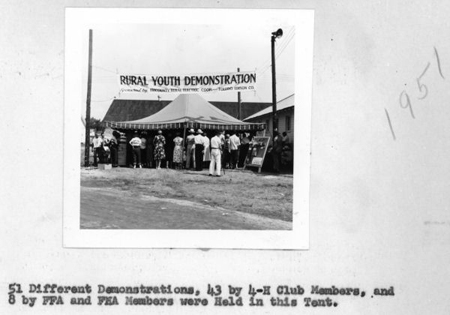 RURAL YOUTH DEMONSTRATION
1951
51 Different Demonstrations, 43 by 4-H Club Members, and
8 by FFA and FHA Members were Held in this Tent.